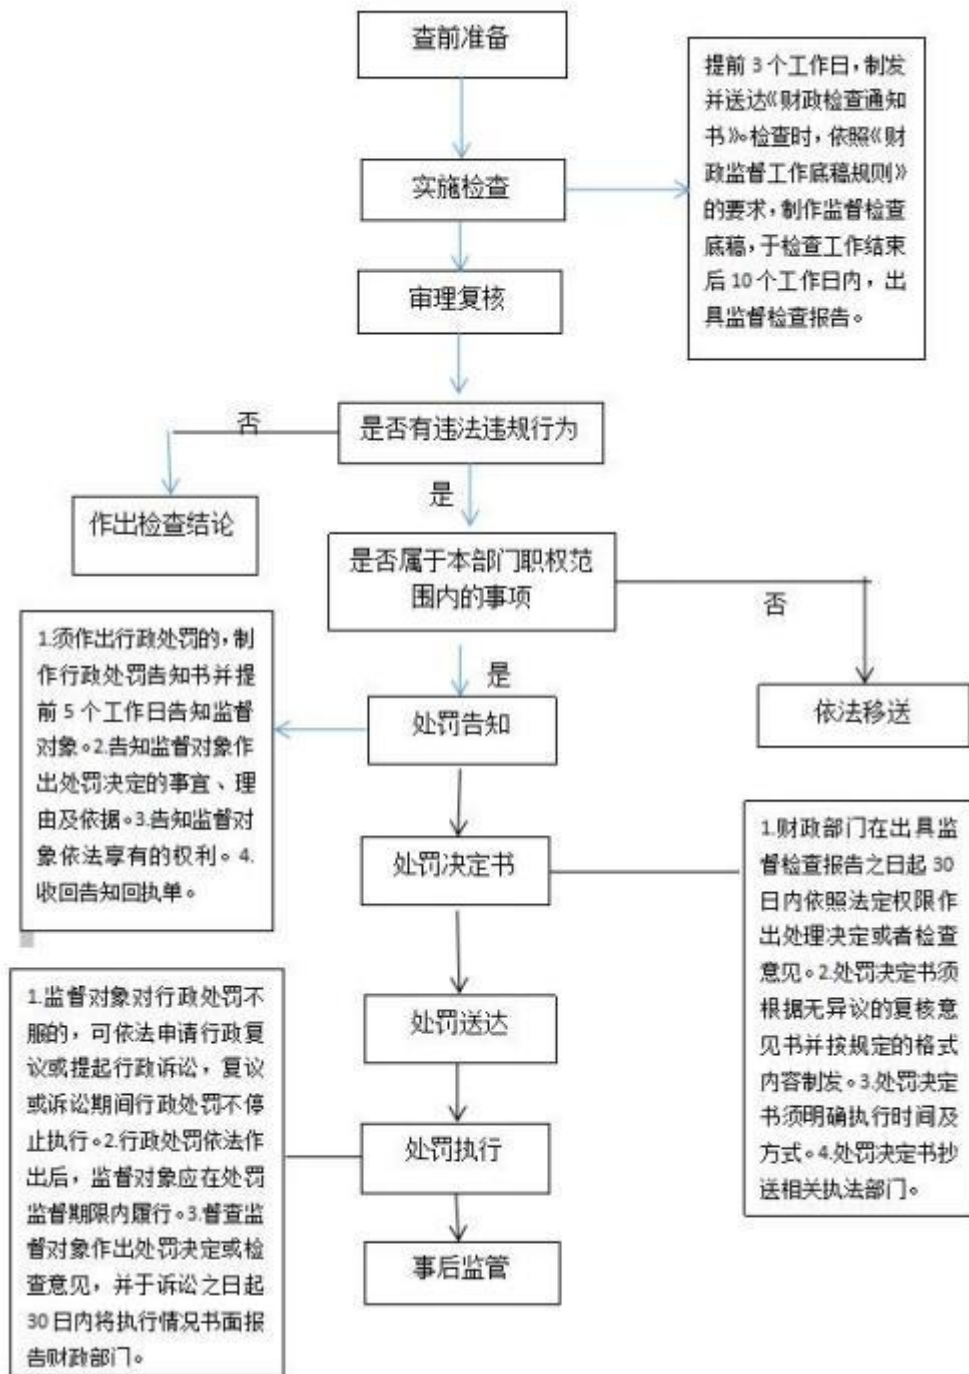 查前准备
提前 3 个工作日，制发
并送达《财政检查通知
书》。检查时，依照《财
政监督工作底稿规则》
的要求，制作监督检查
底稿，于检查工作结束
后 10 个工作日内，出
具监督检查报告。
实施检查
审理复核
是否有违法违规行为
否
是
作出检查结论
是否属于本部门职权范
围内的事项
否
是
依法移送
处罚告知
1.须作出行政处罚的，制
作行政处罚告知书并提
前 5 个工作日告知监督
对象。2.告知监督对象作
出处罚决定的事宜、理
由及依据。3.告知监督对
象依法享有的权利。4.
收回告知回执单。
处罚决定书
1.财政部门在出具监
督检查报告之日起 30
日内依照法定权限作
出处理决定或者检查
意见。2.处罚决定书须
根据无异议的复核意
见书并按规定的格式
内容制发。3.处罚决定
书须明确执行时间及
方式。4.处罚决定书抄
送相关执法部门。
处罚送达
处罚执行
1.监督对象对行政处罚不
服的，可依法申请行政复
议或提起行政诉讼，复议
或诉讼期间行政处罚不停
止执行。2.行政处罚依法作
出后，监督对象应在处罚
监督期限内履行。3.督查监
督对象作出处罚决定或检
查意见，并于诉讼之日起
30 日内将执行情况书面报
告财政部门。
事后监管